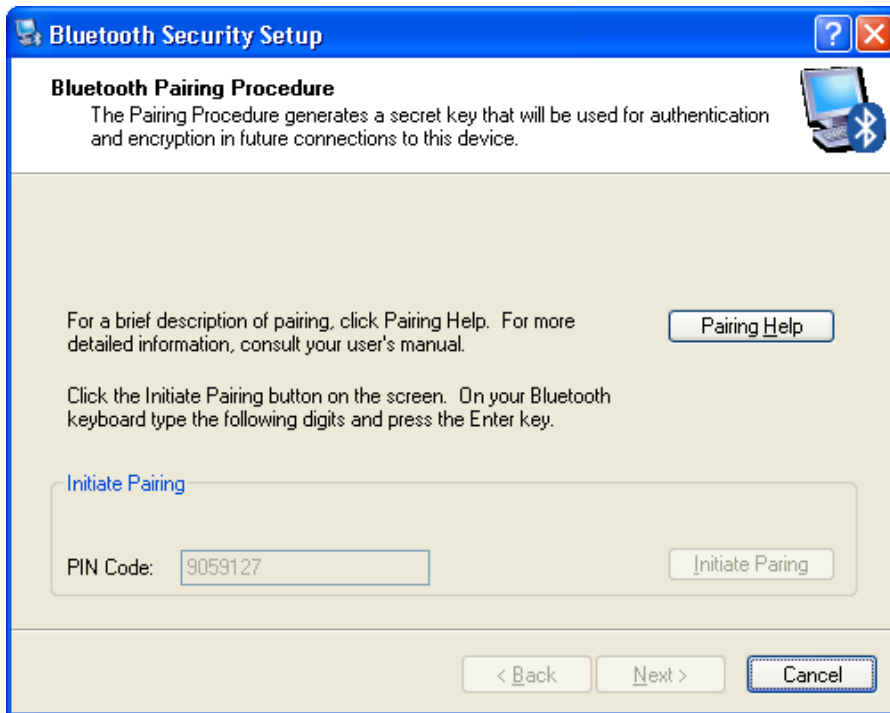 Bluetooth Security Setup
Bluetooth Pairing Procedure
The Pairing Procedure generates a secret key that will be used for authentication
and encryption in future connections to this device.
For a brief description of pairing, click Pairing Help.  For more
detailed information, consult your user's manual.
Pairing Help
Click the Initiate Pairing button on the screen.  On your Bluetooth
keyboard type the following digits and press the Enter key.
Initiate Pairing
PIN Code: 9059127
Initiate Paring
< Back Next > Cancel